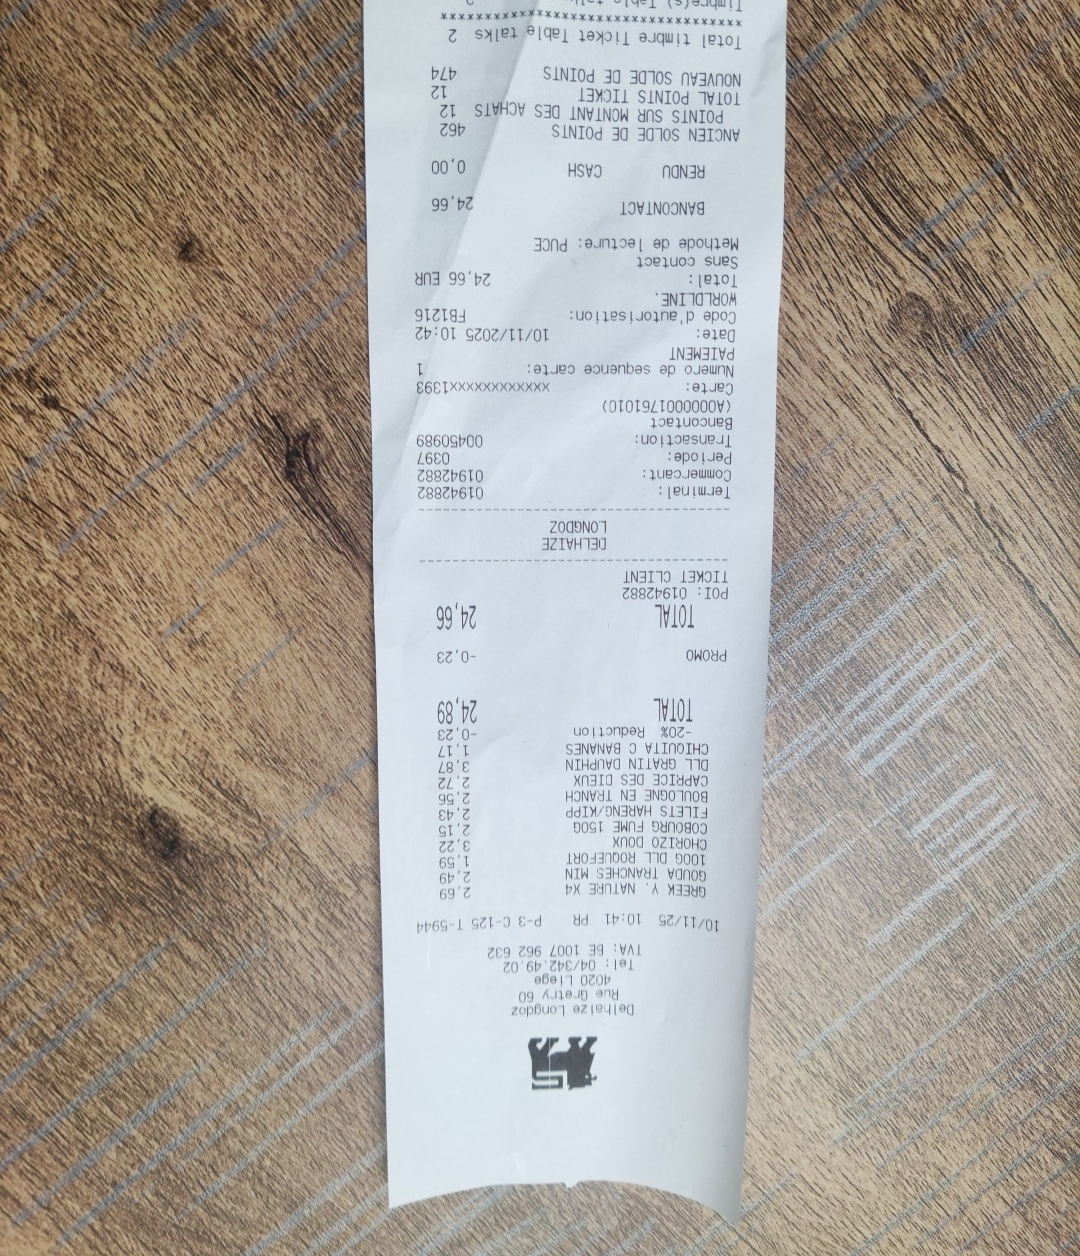 Delhaize Longdoz
Rue Gretry 60
4020 Liege
Tel: 04/342.49.02
TVA: BE 1007 962 632
10/11/25 10:41 PR P-3 C-125 T-5944
GREEK Y. NATURE X4 2,69
GOUDA TRANCHES MIN 2,49
100G DLL ROQUEFORT 1,59
CHORIZO DOUX 3,22
COBOURG FUME 150G 2,15
FILETS HARENG/KIPP 2,43
BOULOGNE EN TRANCH 2,56
CAPRICE DES DIEUX 2,72
DLL GRATIN DAUPHIN 3,87
CHIQUITA C BANANES 1,17
-20% Reduction -0,23
TOTAL 24,89
PROMO -0,23
TOTAL 24,66
POI: 01942882
TICKET CLIENT
DELHAIZE
LONGDOZ
Terminal: 01942882
Commercant: 01942882
Periode: 0397
Transaction: 00450989
Bancontact
(A0000001761010)
Carte: xxxxxxxxxxxxx1393
Numero de sequence carte: 1
PAIEMENT
Date: 10/11/2025 10:42
Code d'autorisation: FB1216
WORLDLINE.
Total: 24,66 EUR
Sans contact
Methode de lecture: PUCE
BANCONTACT 24,66
RENDU CASH 0,00
ANCIEN SOLDE DE POINTS 462
POINTS SUR MONTANT DES ACHATS 12
TOTAL POINTS TICKET 12
NOUVEAU SOLDE DE POINTS 474
Total timbre Ticket Table talks 2
Timbre(s) Table